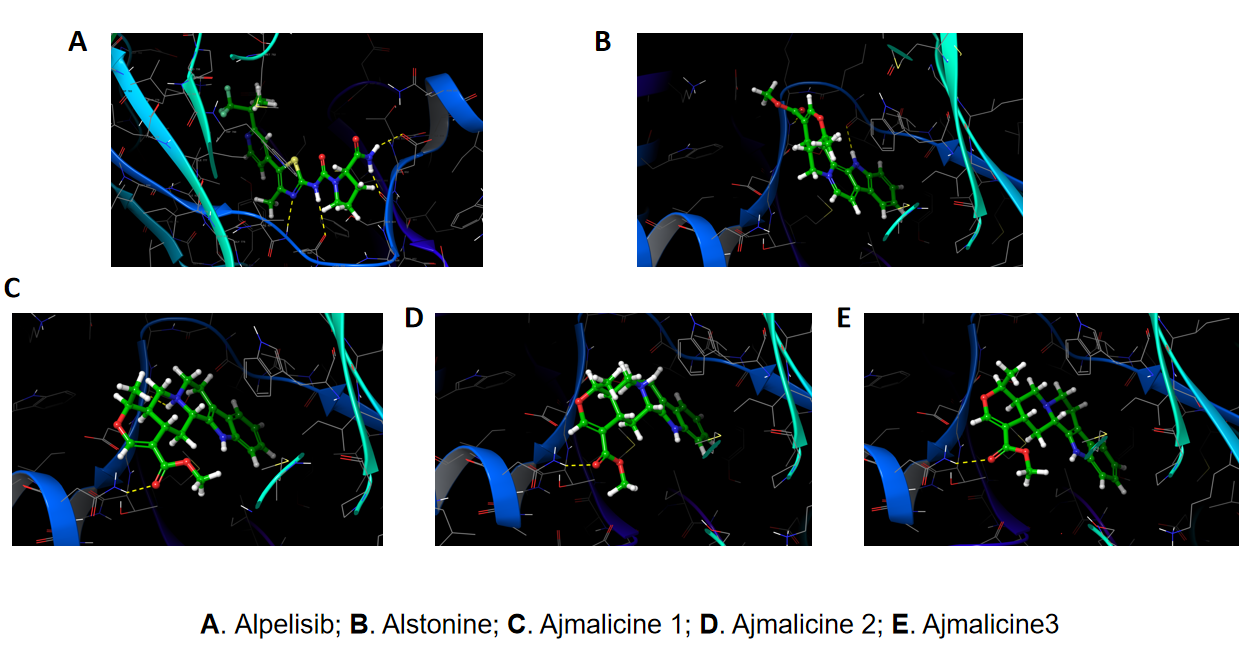 A
B
C
D
E
A. Alpelisib; B. Alstonine; C. Ajmalicine 1; D. Ajmalicine 2; E. Ajmalicine3